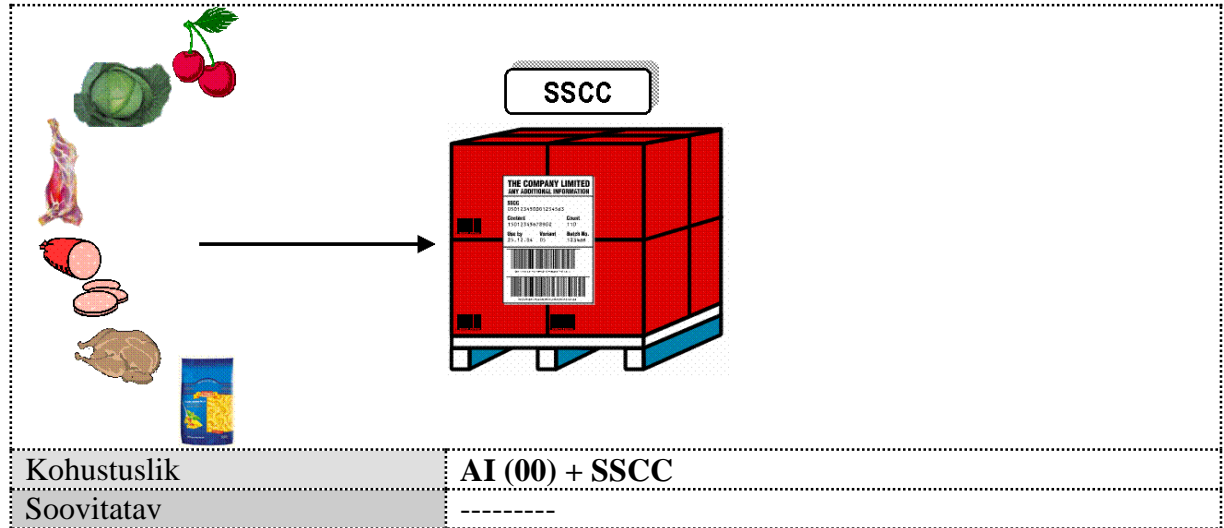 SSCC
THE COMPANY LIMITED
ANY ADDITIONAL INFORMATION
SSCC
Content Count
110
Use by Variant Batch No.
Kohustuslik AI (00) + SSCC
Soovitatav ---------